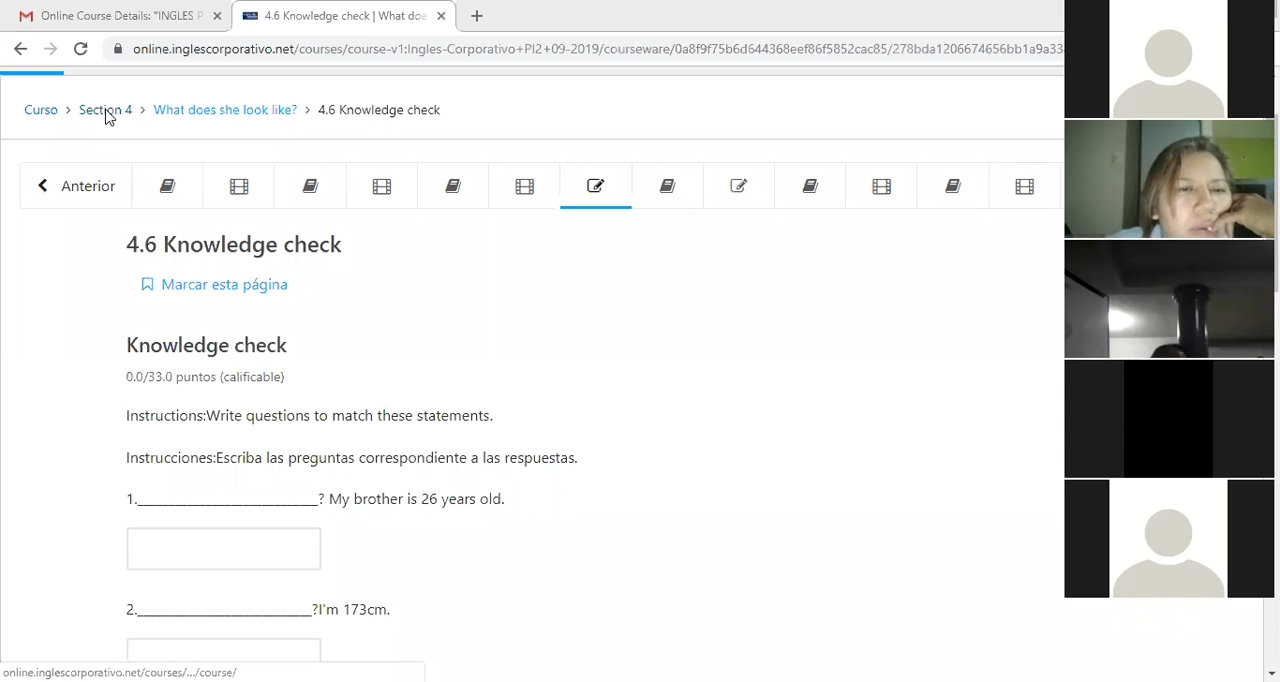 Online Course Details: "INGLES P
4.6 Knowledge check | What doe
online.inglescorporativo.net/courses/course-v1:Ingles-Corporativo+PI2+09-2019/courseware/0a8f9f75b6d644368eef86f5852cac85/278bda1206674656bb1a9a33
Curso > Section 4 > What does she look like? > 4.6 Knowledge check
Anterior
4.6 Knowledge check
Marcar esta página
Knowledge check
0.0/33.0 puntos (calificable)
Instructions:Write questions to match these statements.
Instrucciones:Escriba las preguntas correspondiente a las respuestas.
1.__________________________? My brother is 26 years old.
2._________________________?I'm 173cm.
online.inglescorporativo.net/courses/.../course/